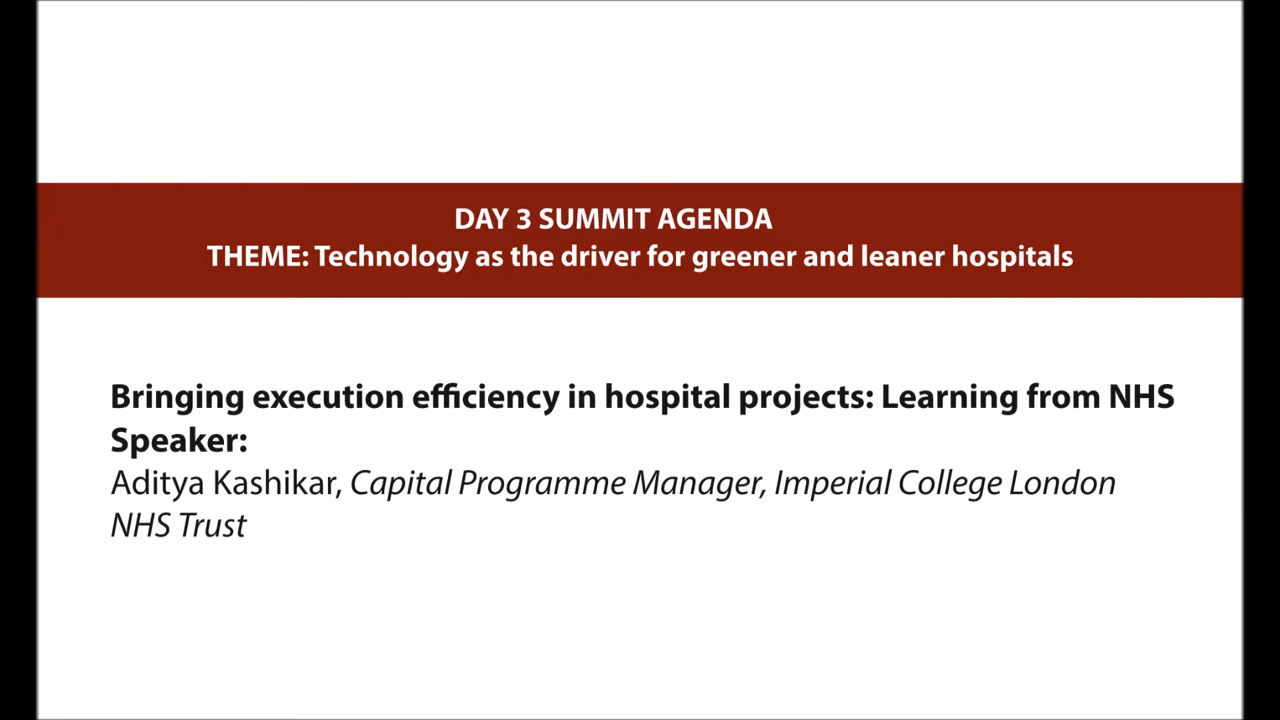 DAY 3 SUMMIT AGENDA
THEME: Technology as the driver for greener and leaner hospitals
Bringing execution efficiency in hospital projects: Learning from NHS
Speaker:
Aditya Kashikar, Capital Programme Manager, Imperial College London
NHS Trust